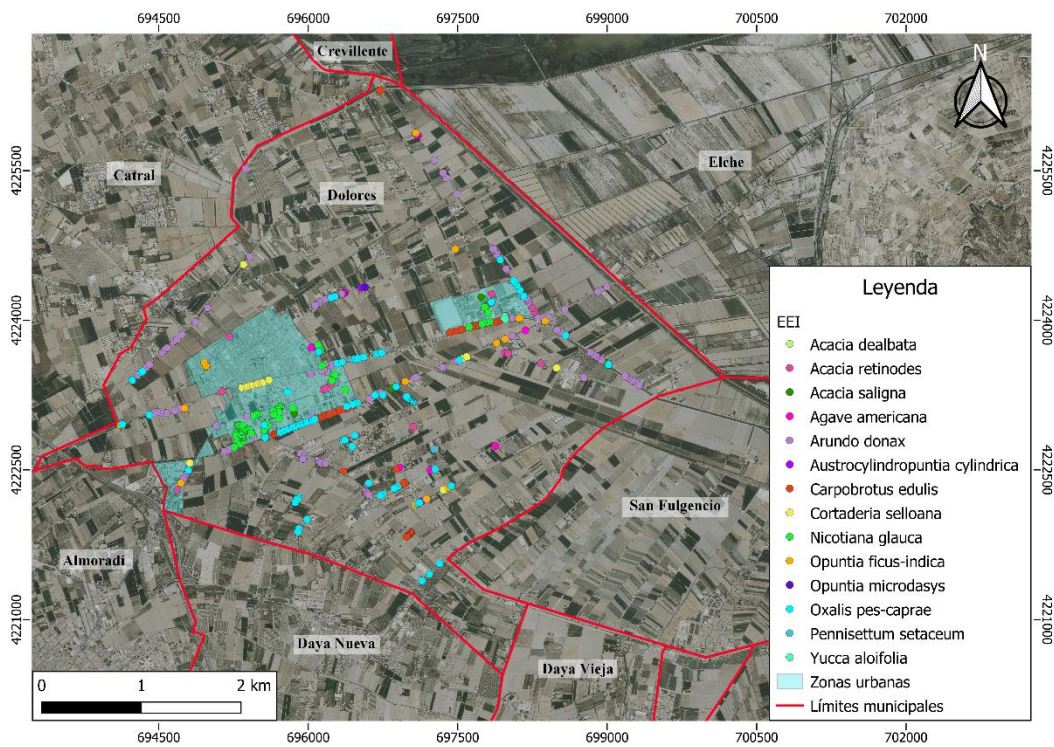 694500 696000 697500 699000 700500 702000
Crevillente
N
Elche
Catral
4225500
4225500
Dolores
Leyenda
4224000
4224000
EEI
Acacia dealbata
Acacia retinodes
Acacia saligna
Agave americana
Arundo donax
Austrocylindropuntia cylindrica
4222500
4222500
Carpobrotus edulis
San Fulgencio
Cortaderia selloana
Nicotiana glauca
Almoradí
Opuntia ficus-indica
Opuntia microdasys
Oxalis pes-caprae
4221000
4221000
Pennisettum setaceum
Daya Nueva
Yucca aloifolia
Daya Vieja
Zonas urbanas
0 1 2 km
Límites municipales
694500 696000 697500 699000 700500 702000